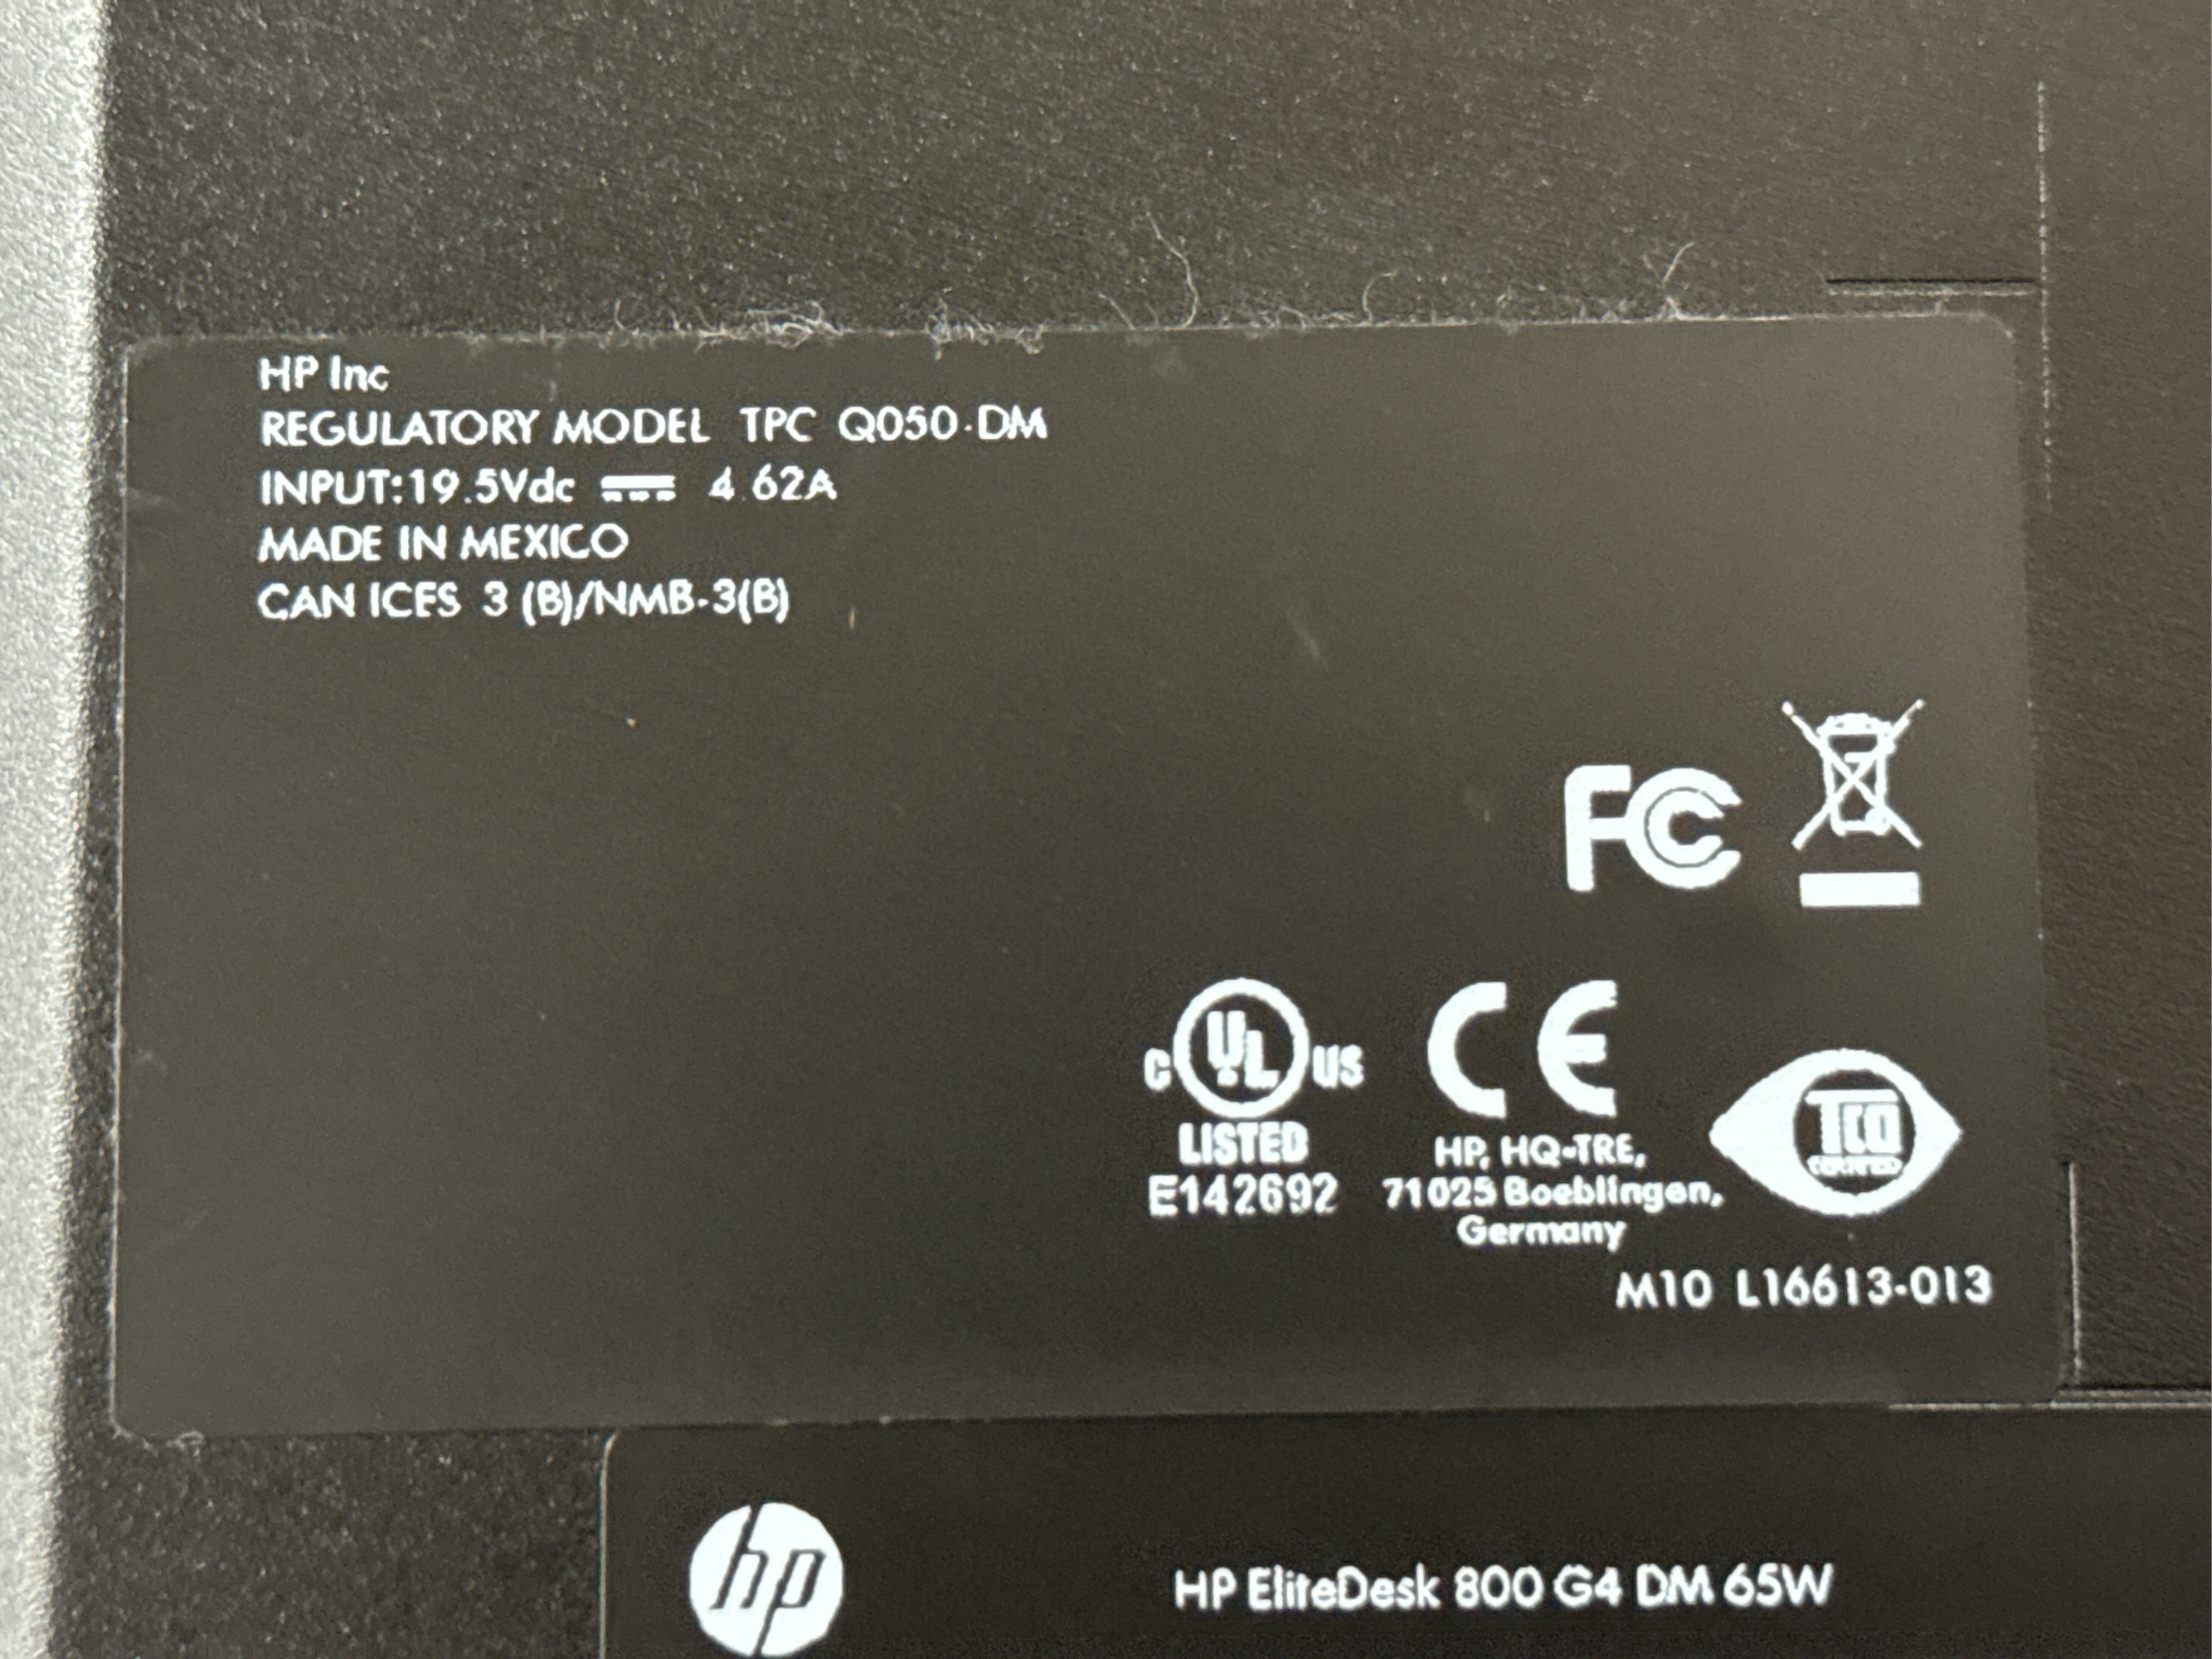 HP Inc
REGULATORY MODEL TPC Q050-DM
INPUT:19.5Vdc 4.62A
MADE IN MEXICO
CAN ICES 3 (B)/NMB-3(B)
FC
C UL US
LISTED
E142692
CE
HP, HQ-TRE,
71025 Boeblingen,
Germany
TCO
CERTIFIED
M10 L16613-013
hp
HP EliteDesk 800 G4 DM 65W